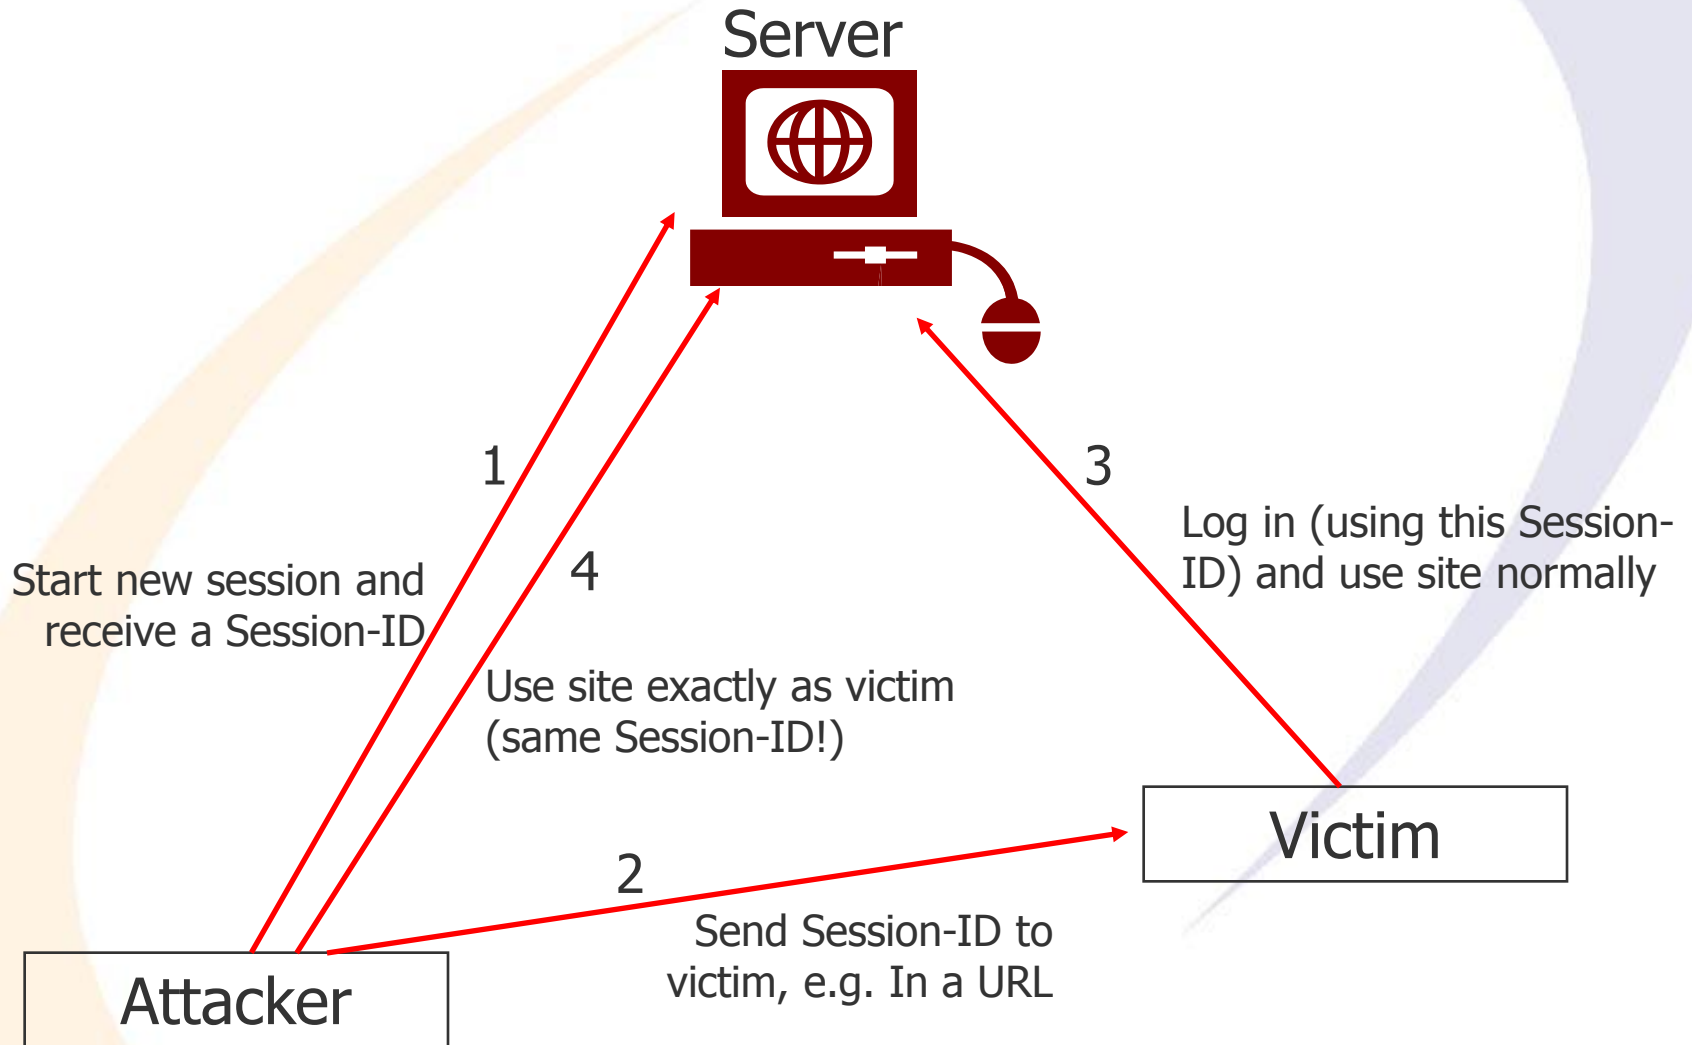 Server
1
3
Log in (using this Session-
ID) and use site normally
Start new session and
receive a Session-ID
4
Use site exactly as victim
(same Session-ID!)
Victim
2
Send Session-ID to
victim, e.g. In a URL
Attacker